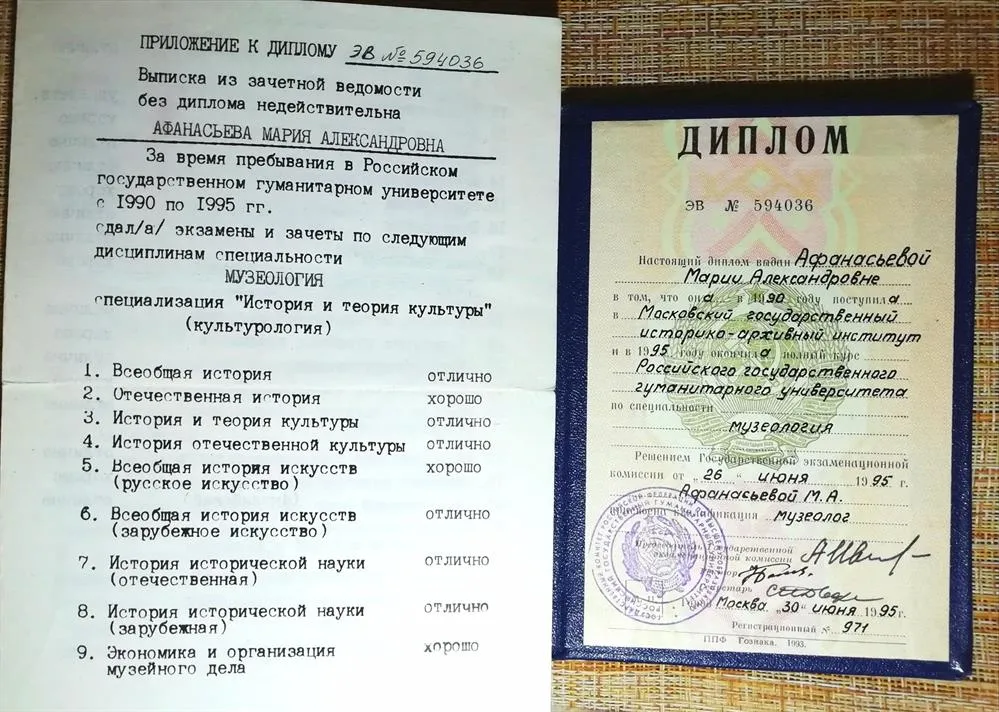 ПРИЛОЖЕНИЕ К ДИПЛОМУ ЭВ №594036
Выписка из зачетной ведомости
без диплома недействительна
АФАНАСЬЕВА МАРИЯ АЛЕКСАНДРОВНА
За время пребывания в Российском
государственном гуманитарном университете
с 1990 по 1995 гг.
сдал/а/ экзамены и зачеты по следующим
дисциплинам специальности
МУЗЕОЛОГИЯ
специализация "История и теория культуры"
(культурология)
1. Всеобщая история отлично
2. Отечественная история хорошо
3. История и теория культуры отлично
4. История отечественной культуры отлично
5. Всеобщая история искусств хорошо
(русское искусство)
6. Всеобщая история искусств отлично
(зарубежное искусство)
7. История исторической науки отлично
(отечественная)
8. История исторической науки отлично
(зарубежная)
9. Экономика и организация хорошо
музейного дела
ДИПЛОМ
ЭВ № 594036
Настоящий диплом выдан Афанасьевой
Марии Александровне
в том, что она в 1990 году поступила
в Московский государственный
историко-архивный институт
и в 1995 году окончила полный курс
Российского государственного
гуманитарного университета
по специальности
музеология
Решением Государственной экзаменационной
комиссии от "26" июня 1995 г.
Афанасьевой М.А.
присвоена квалификация музеолог
Председатель Государственной
экзаменационной комиссии
Город Москва "30" июня 1995г.
Регистрационный № 971
ППФ Гознака. 1993.